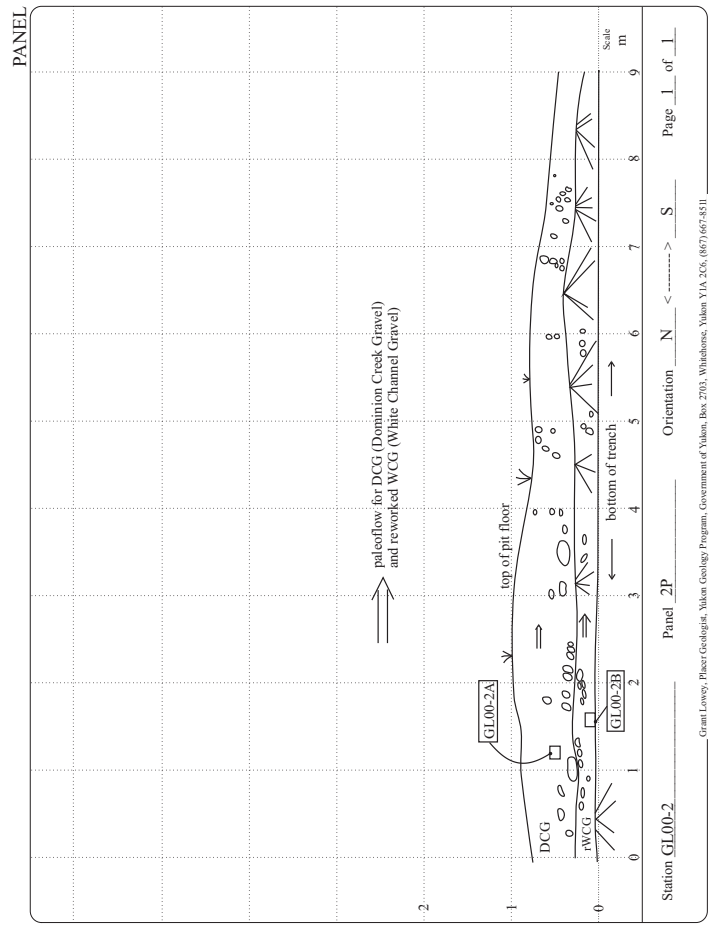 PANEL
paleoflow for DCG (Dominion Creek Gravel)
and reworked WCG (White Channel Gravel)
2
1
0
top of pit floor
GL00-2A
DCG
rWCG
GL00-2B
bottom of trench
0 1 2 3 4 5 6 7 8 9
Scale
m
Station GL00-2 Panel 2P Orientation N < --------- > S Page 1 of 1
Grant Lowey, Placer Geologist, Yukon Geology Program, Government of Yukon, Box 2703, Whitehorse, Yukon Y1A 2C6, (867) 667-8511